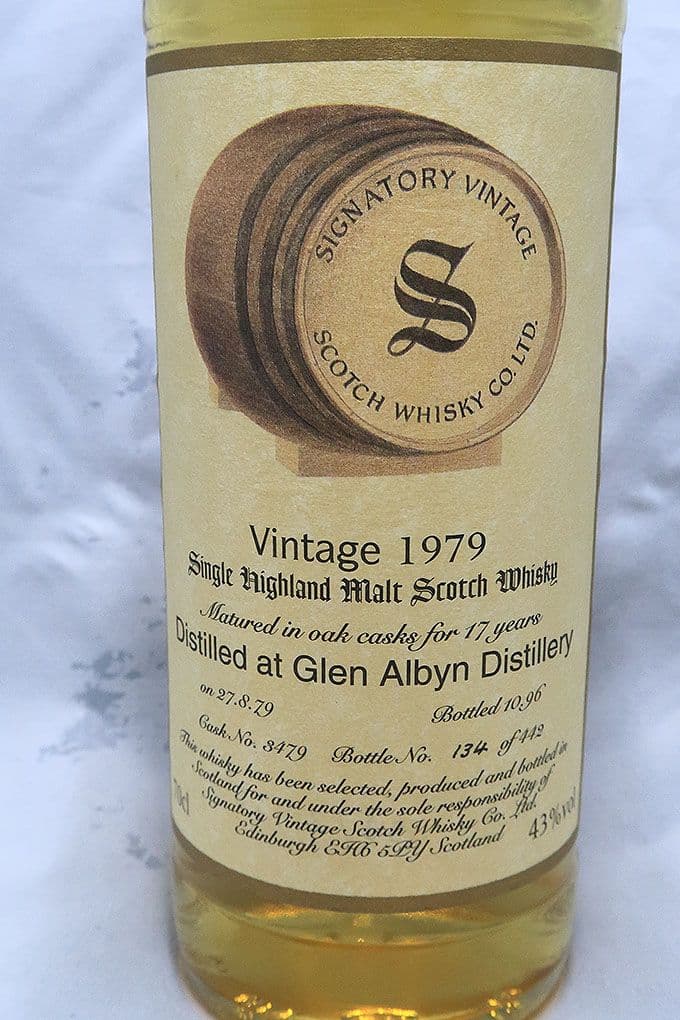 SIGNATORY VINTAGE
S
SCOTCH WHISKY CO. LTD.
Vintage 1979
Single Highland Malt Scotch Whisky
Matured in oak casks for 17 years
Distilled at Glen Albyn Distillery
on 27.8.79 Bottled 10.96
Cask No. 3479 Bottle No. 134 of 442
This whisky has been selected, produced and bottled in
Scotland for and under the sole responsibility of
Signatory Vintage Scotch Whisky Co. Ltd.
Edinburgh EH6 5PY Scotland
70cl 43%vol